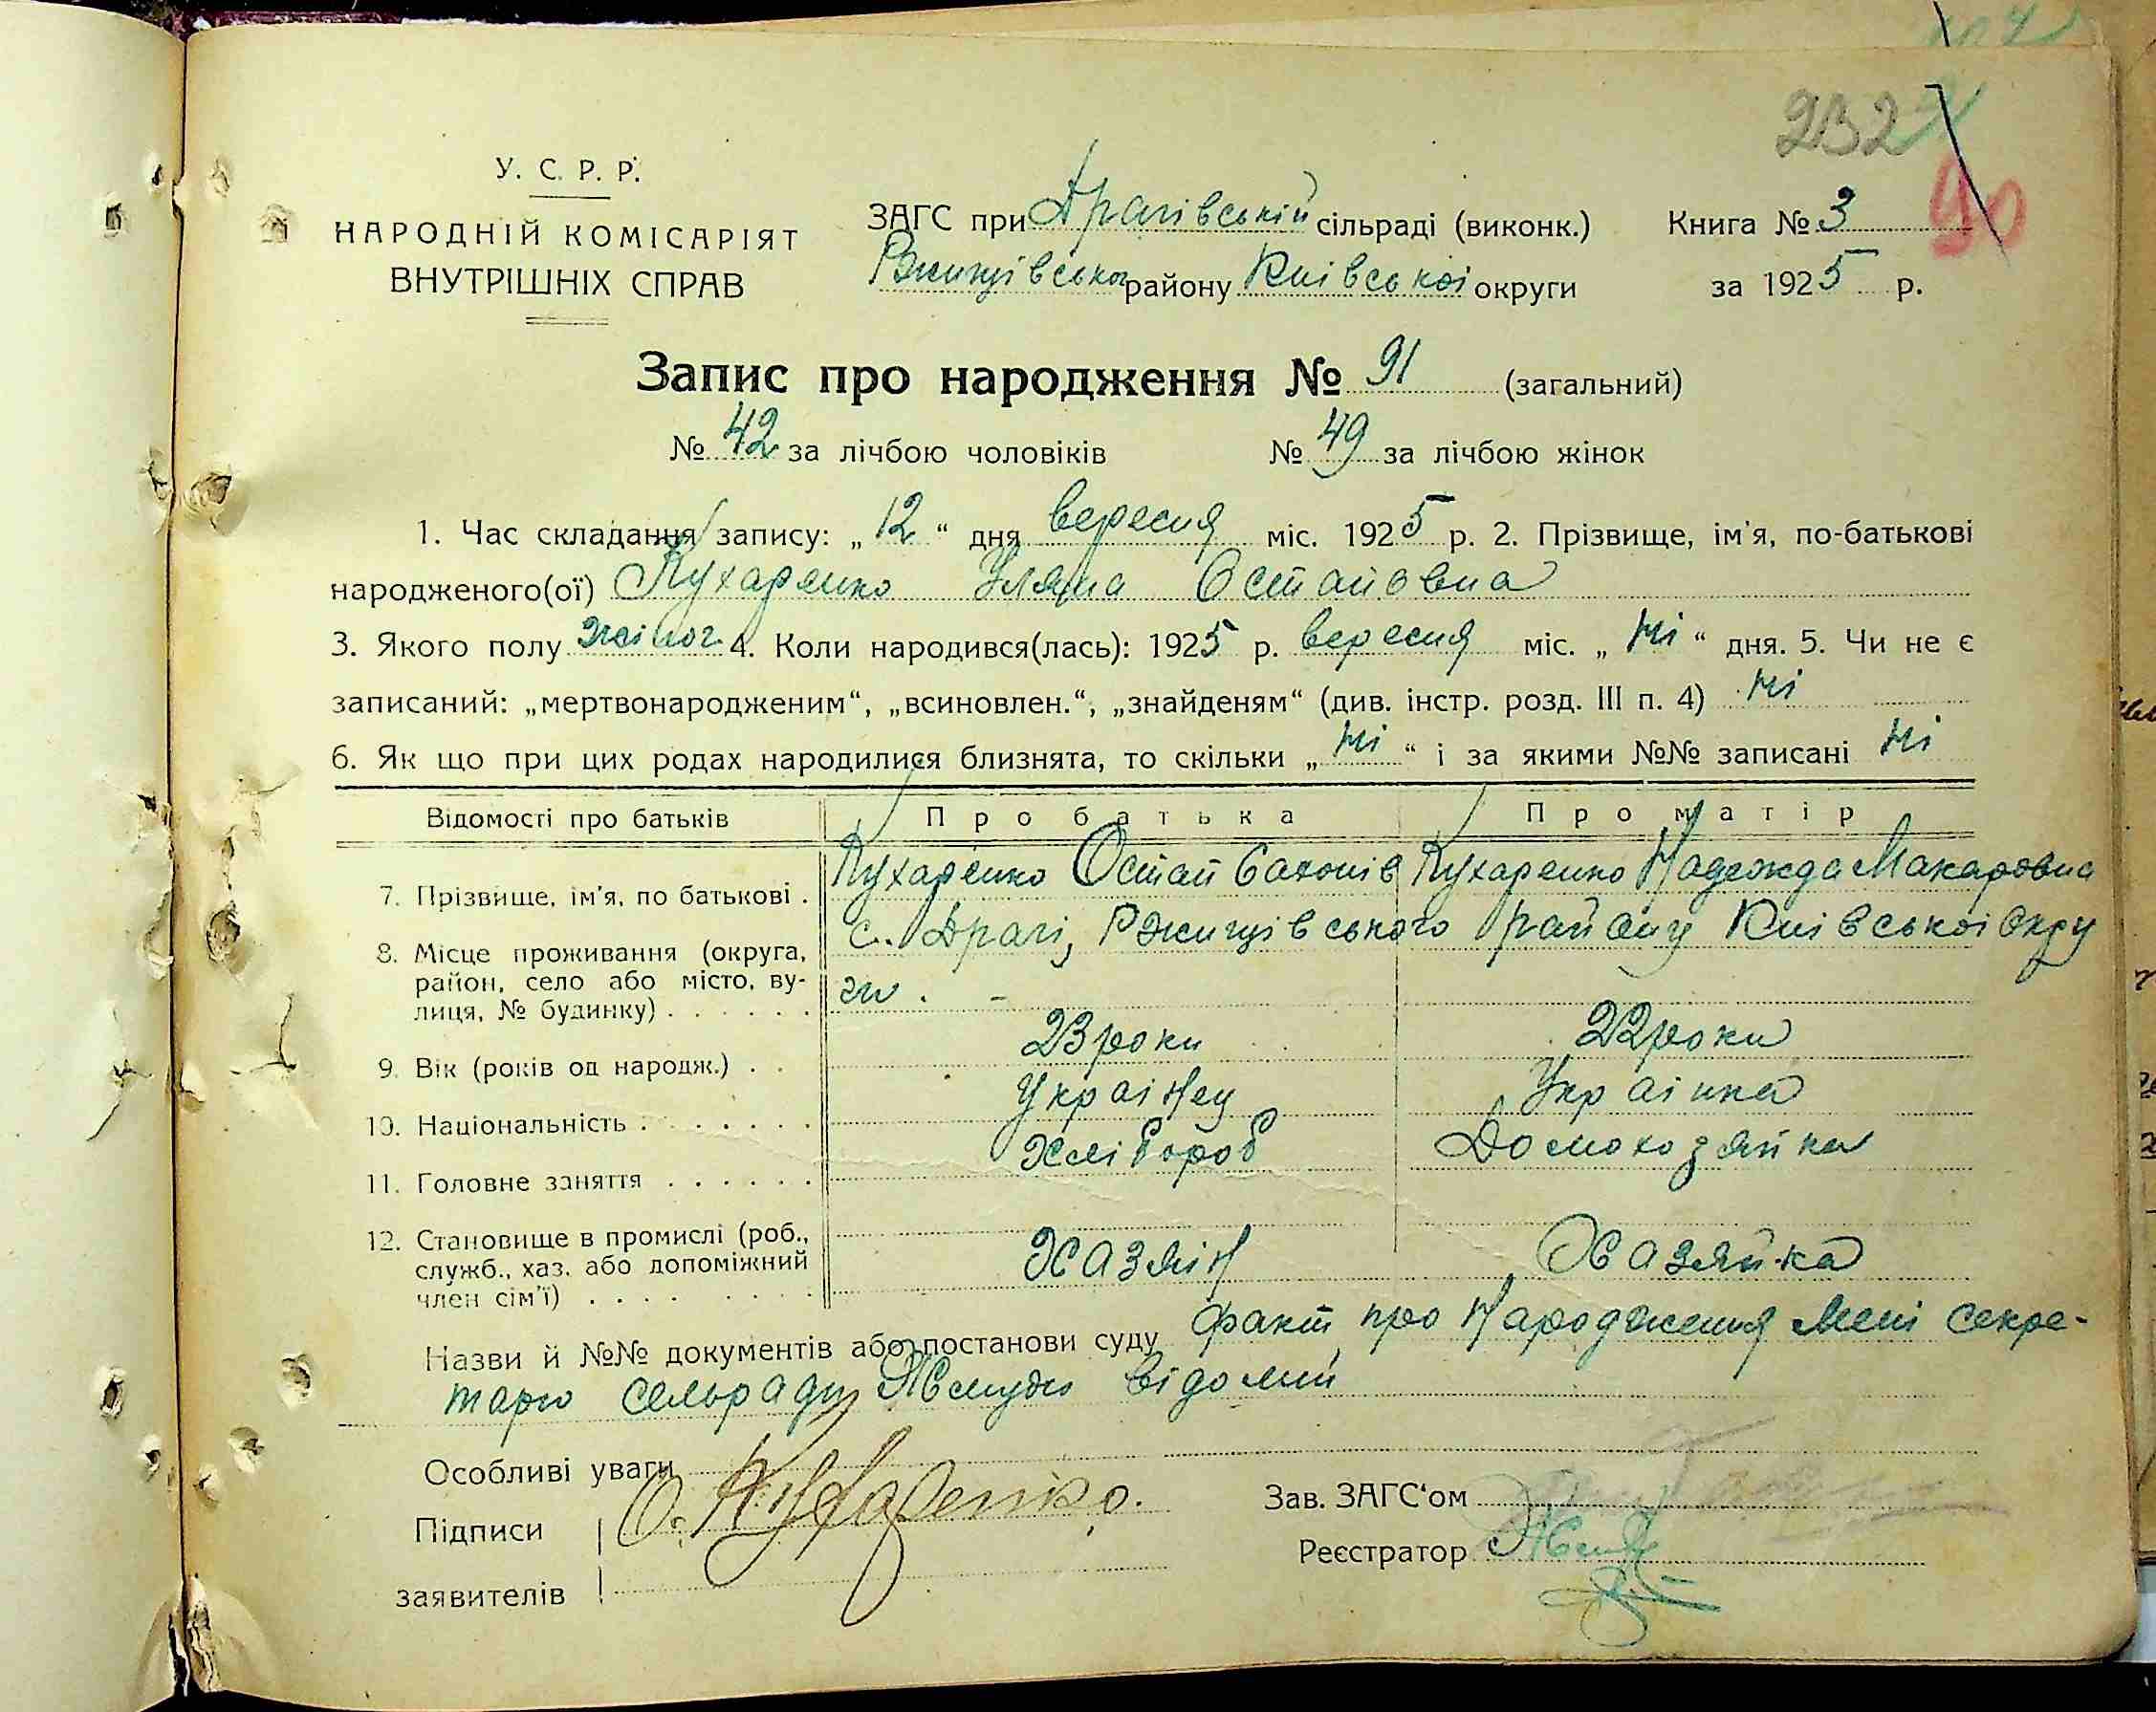 232
90
У. С. Р. Р.
НАРОДНІЙ КОМІСАРІЯТ
ВНУТРІШНІХ СПРАВ
ЗАГС при Драгівській сільраді (виконк.)
Ржищівського району Київської округи
Книга № 3
за 1925 р.
Запис про народження № 91 (загальний)
№ 42 за лічбою чоловіків № 49 за лічбою жінок
1. Час складання запису: „12“ дня вересня міс. 1925 р. 2. Прізвище, ім'я, по-батькові
народженого(ої) Кухаренко Уляна Остаповна
3. Якого полу жіноч. 4. Коли народився(лась): 1925 р. вересня міс. „ “ дня. 5. Чи не є
записаний: „мертвонародженим“, „всиновлен.“, „знайденям“ (див. інстр. розд. III п. 4) Ні
6. Як що при цих родах народилися близнята, то скільки „Ні“ і за якими №№ записані Ні
Відомості про батьків Про батька Про матір
7. Прізвище, ім'я, по батькові . Кухаренко Остап Кухаренко Надежда Макаровна
8. Місце проживання (округа, район, село або місто, вулиця, № будинку) . . . . . . с. Драгі, Ржищівського району Київської округи.
9. Вік (років од народж.) . . 23 роки 22 роки
10. Національність . . . . . . . Украінец Украінка
11. Головне заняття . . . . . . Хлібороб Домохозяйка
12. Становище в промислі (роб., служб., хаз. або допоміжний член сім'ї) . . . . Хазяін Хазяйка
Назви й №№ документів або постанови суду факт про Народження мені секре-
тарю сельради відомий
Особливі уваги
Підписи О. Кухаренко.
заявителів
Зав. ЗАГС'ом
Реєстратор